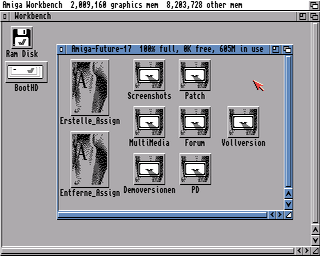 Amiga Workbench  2,009,160 graphics mem  8,203,728 other mem
Workbench
Ram Disk
BootHD
Amiga-Future-17  100% full, 0K free, 605M in use
Screenshots
Patch
Erstelle_Assign
MultiMedia
Forum
Vollversion
Entferne_Assign
Demoversionen
PD